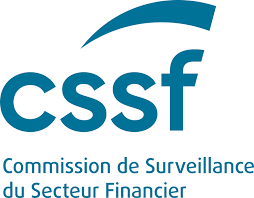 cssf
Commission de Surveillance
du Secteur Financier